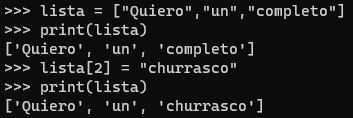 >>> lista = ["Quiero","un","completo"]
>>> print(lista)
['Quiero', 'un', 'completo']
>>> lista[2] = "churrasco"
>>> print(lista)
['Quiero', 'un', 'churrasco']